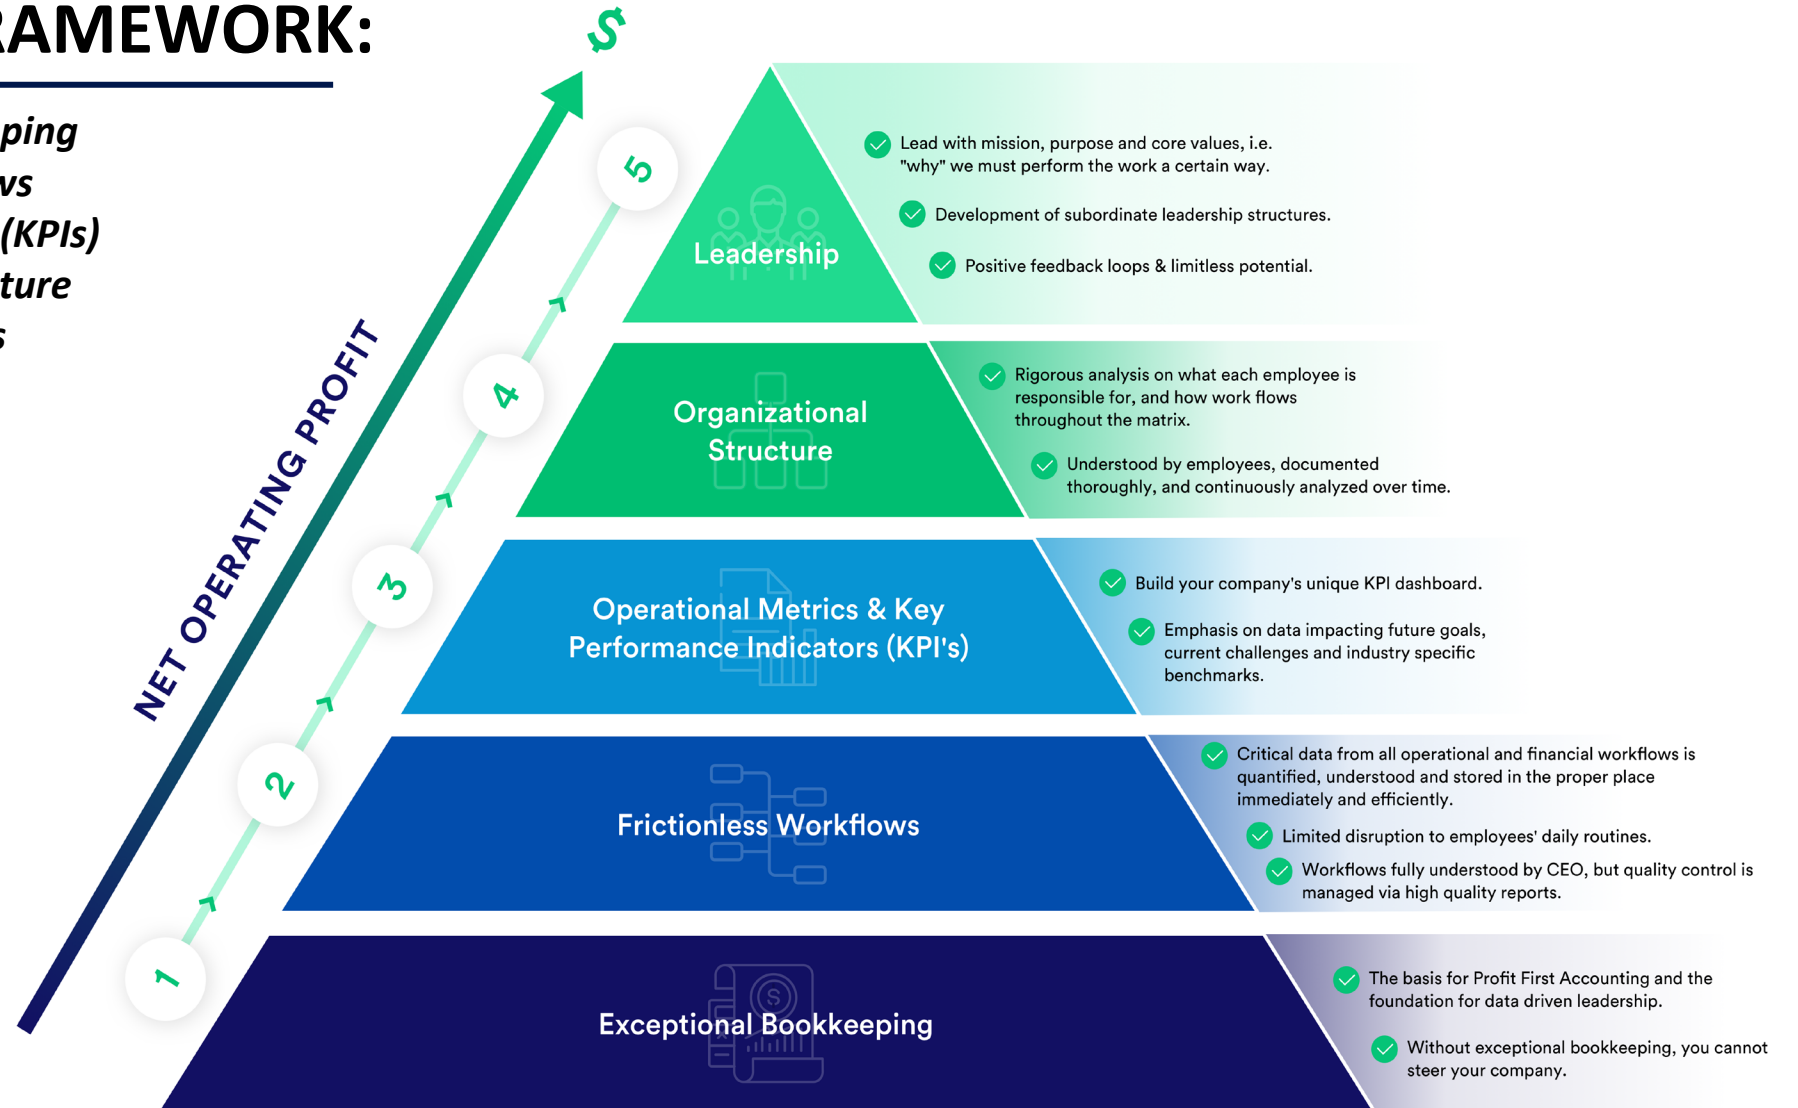 RAMEWORK:
ping
ws
(KPIs)
ture
s
$
NET OPERATING PROFIT
5
4
3
2
1
Leadership
Lead with mission, purpose and core values, i.e.
"why" we must perform the work a certain way.
Development of subordinate leadership structures.
Positive feedback loops & limitless potential.
Organizational
Structure
Rigorous analysis on what each employee is
responsible for, and how work flows
throughout the matrix.
Understood by employees, documented
thoroughly, and continuously analyzed over time.
Operational Metrics & Key
Performance Indicators (KPI's)
Build your company's unique KPI dashboard.
Emphasis on data impacting future goals,
current challenges and industry specific
benchmarks.
Frictionless Workflows
Critical data from all operational and financial workflows is
quantified, understood and stored in the proper place
immediately and efficiently.
Limited disruption to employees' daily routines.
Workflows fully understood by CEO, but quality control is
managed via high quality reports.
Exceptional Bookkeeping
$
The basis for Profit First Accounting and the
foundation for data driven leadership.
Without exceptional bookkeeping, you cannot
steer your company.